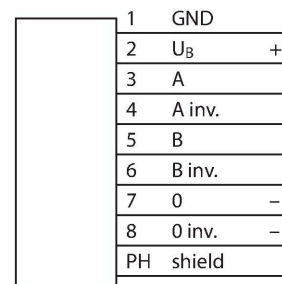 1 GND
2 UB +
3 A
4 A inv.
5 B
6 B inv.
7 0 –
8 0 inv. –
PH shield